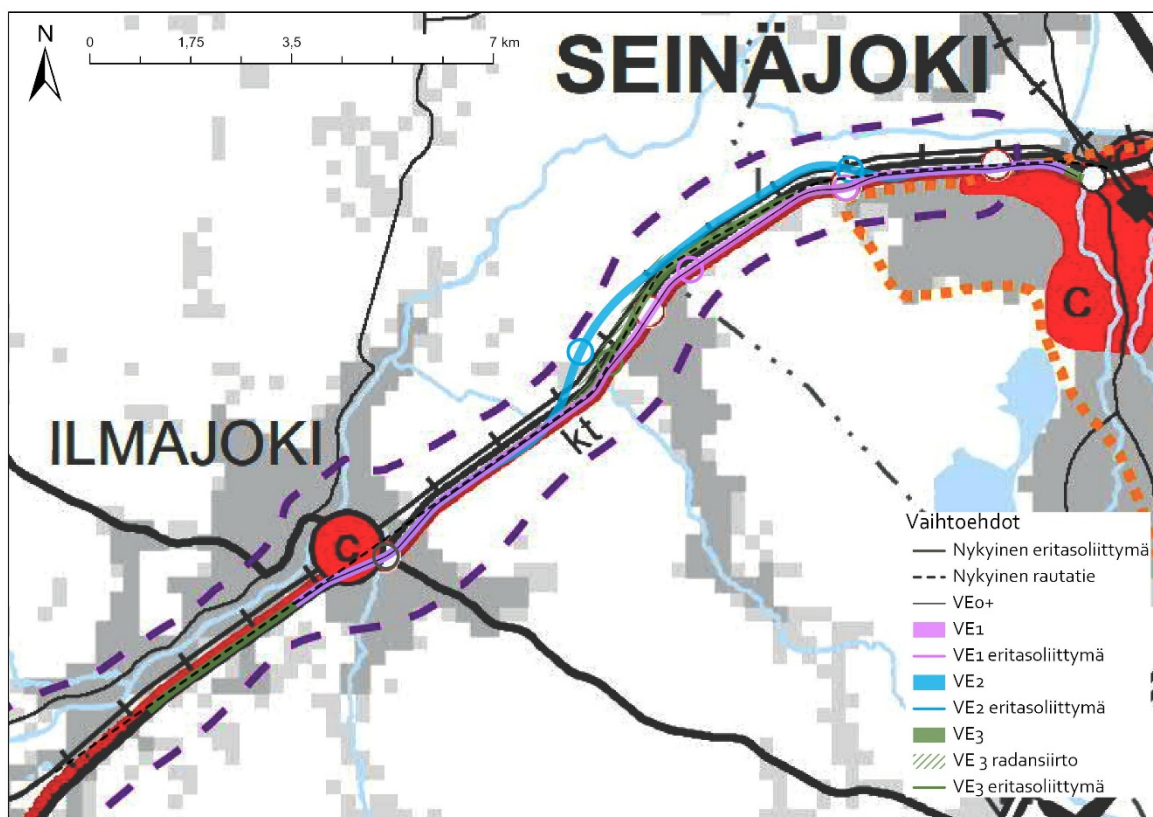 N
0 1,75 3,5 7 km
SEINÄJOKI
ILMAJOKI
kt
C
C
Vaihtoehdot
Nykyinen eritasoliittymä
Nykyinen rautatie
VE0+
VE1
VE1 eritasoliittymä
VE2
VE2 eritasoliittymä
VE3
VE 3 radansiirto
VE3 eritasoliittymä